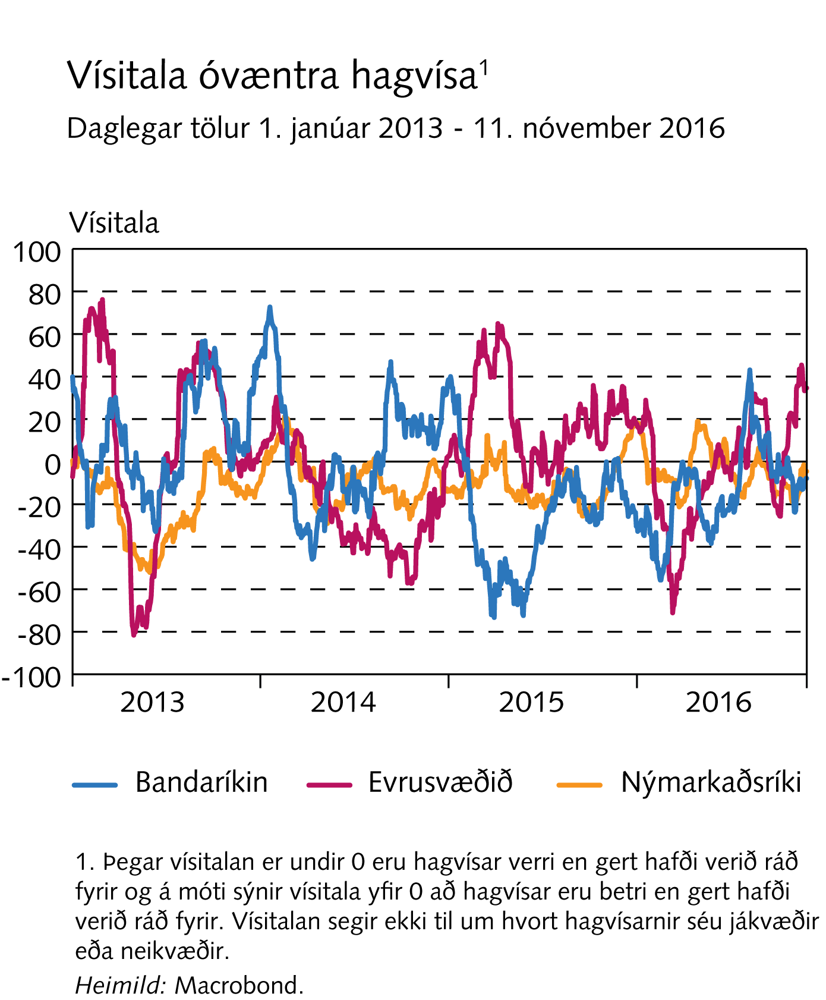 Vísitala óvæntra hagvísa¹
Daglegar tölur 1. janúar 2013 - 11. nóvember 2016
Vísitala
100
80
60
40
20
0
-20
-40
-60
-80
-100
2013 2014 2015 2016
Bandaríkin Evrusvæðið Nýmarkaðsríki
1. Þegar vísitalan er undir 0 eru hagvísar verri en gert hafði verið ráð
fyrir og á móti sýnir vísitala yfir 0 að hagvísar eru betri en gert hafði
verið ráð fyrir. Vísitalan segir ekki til um hvort hagvísarnir séu jákvæðir
eða neikvæðir.
Heimild: Macrobond.